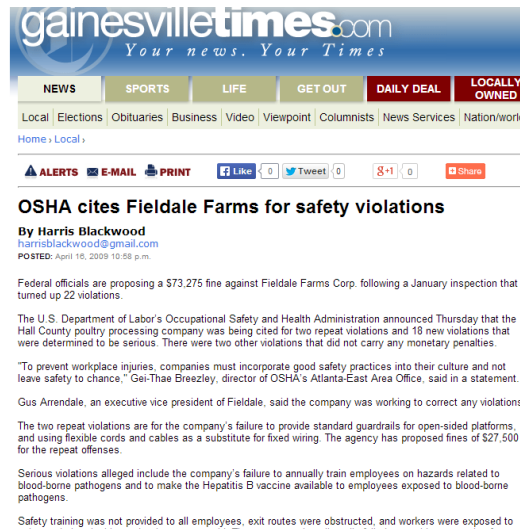 gainesvilletimes.com
Your news. Your Times
NEWS SPORTS LIFE GET OUT DAILY DEAL LOCALLY OWNED
Local Elections Obituaries Business Video Viewpoint Columnists News Services Nation/worl
Home › Local ›
ALERTS E-MAIL PRINT Like 0 Tweet 0 g+1 0 Share
OSHA cites Fieldale Farms for safety violations
By Harris Blackwood
harrisblackwood@gmail.com
POSTED: April 16, 2009 10:58 p.m.
Federal officials are proposing a $73,275 fine against Fieldale Farms Corp. following a January inspection that
turned up 22 violations.
The U.S. Department of Labor's Occupational Safety and Health Administration announced Thursday that the
Hall County poultry processing company was being cited for two repeat violations and 18 new violations that
were determined to be serious. There were two other violations that did not carry any monetary penalties.
"To prevent workplace injuries, companies must incorporate good safety practices into their culture and not
leave safety to chance," Gei-Thae Breezley, director of OSHA's Atlanta-East Area Office, said in a statement.
Gus Arrendale, an executive vice president of Fieldale, said the company was working to correct any violations
The two repeat violations are for the company's failure to provide standard guardrails for open-sided platforms,
and using flexible cords and cables as a substitute for fixed wiring. The agency has proposed fines of $27,500
for the repeat offenses.
Serious violations alleged include the company's failure to annually train employees on hazards related to
blood-borne pathogens and to make the Hepatitis B vaccine available to employees exposed to blood-borne
pathogens.
Safety training was not provided to all employees, exit routes were obstructed, and workers were exposed to